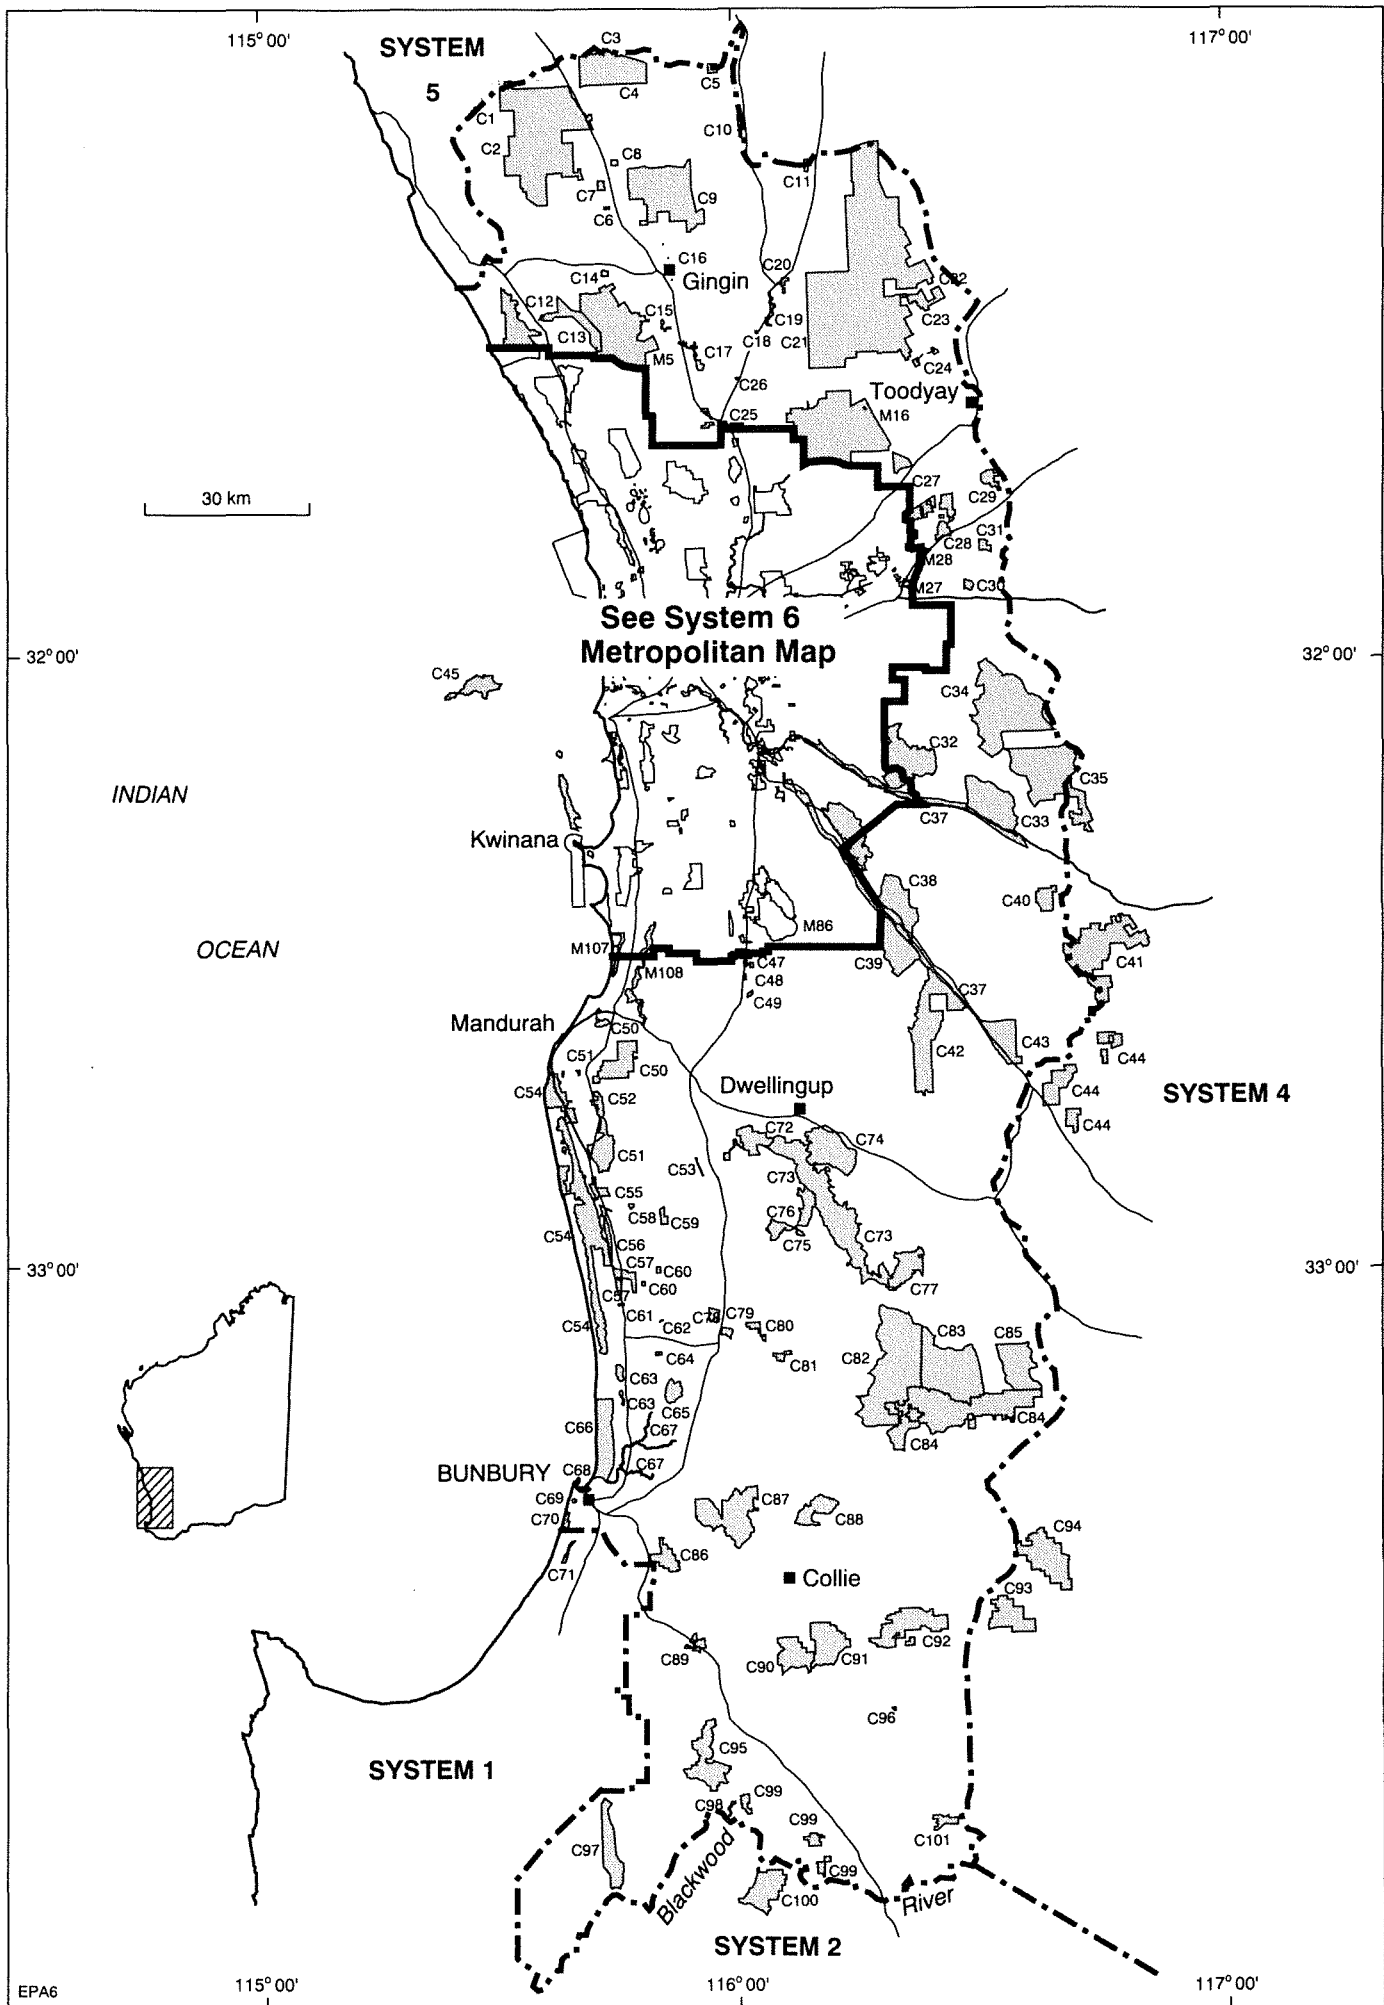 115° 00'
117° 00'
SYSTEM
5
C3
C4
C5
C1
C2
C10
C8
C7
C6
C9
C11
C16
Gingin
C20
C14
C12
C13
C15
C17
M5
C19
C18
C21
C22
C23
C24
C26
Toodyay
C25
M16
30 km
C27
C29
C28
C31
M28
M27
C30
See System 6
Metropolitan Map
32° 00'
32° 00'
C45
C34
C32
C35
INDIAN
Kwinana
C37
C33
C38
C40
OCEAN
M86
M107
M108
C47
C39
C41
C48
C49
C37
Mandurah
C50
C43
C44
C42
C51
C50
Dwellingup
C54
C52
C44
SYSTEM 4
C44
C72
C74
C51
C53
C73
C55
C58
C59
C76
C75
C54
C56
C73
C57
C60
33° 00'
33° 00'
C57
C60
C77
C61
C62
C78
C79
C80
C54
C83
C85
C64
C81
C82
C63
C63
C65
C84
C66
C67
C84
BUNBURY
C68
C67
C69
C70
C87
C88
C94
C86
C71
Collie
C93
C92
C89
C90
C91
C96
SYSTEM 1
C95
C98
C99
C99
C101
C97
C99
Blackwood
C100
River
SYSTEM 2
EPA6
115° 00'
116° 00'
117° 00'